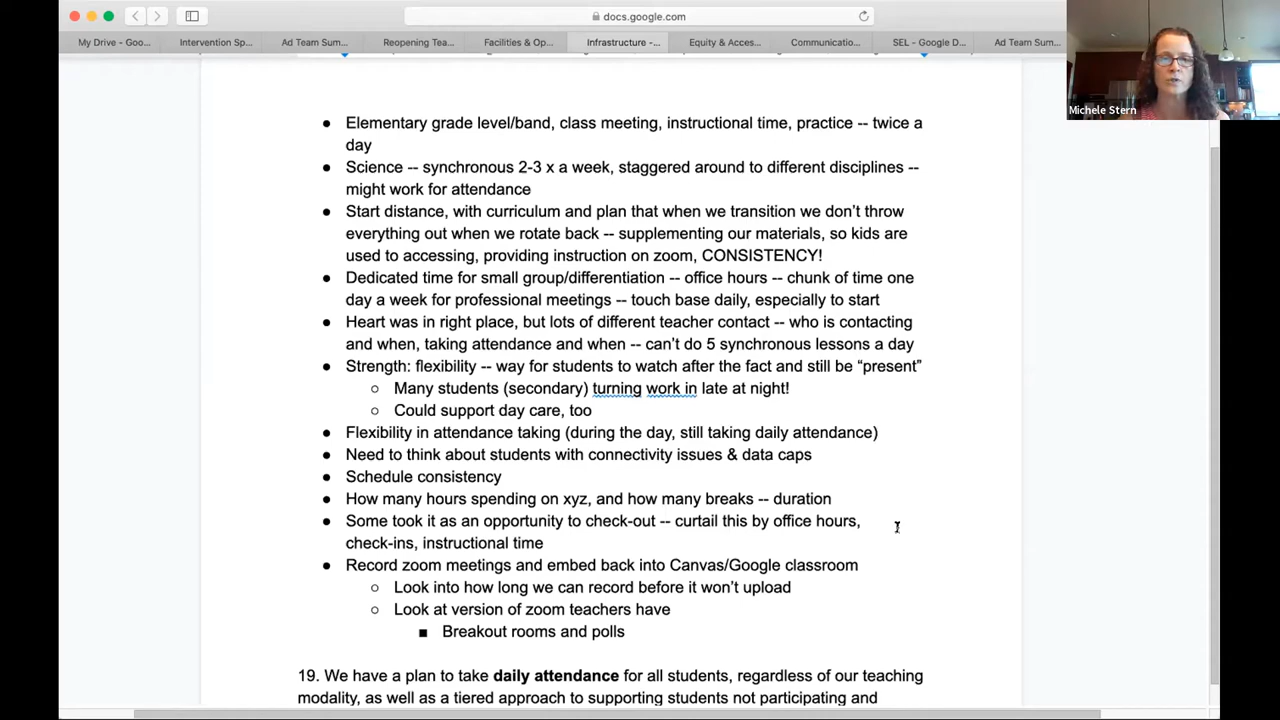 docs.google.com
My Drive - Goo...
Intervention Sp...
Ad Team Sum...
Reopening Tea...
Facilities & Op...
Infrastructure -...
Equity & Acces...
Communicatio...
SEL - Google D...
Ad Team Sum...
Michele Stern
● Elementary grade level/band, class meeting, instructional time, practice -- twice a
day
● Science -- synchronous 2-3 x a week, staggered around to different disciplines --
might work for attendance
● Start distance, with curriculum and plan that when we transition we don’t throw
everything out when we rotate back -- supplementing our materials, so kids are
used to accessing, providing instruction on zoom, CONSISTENCY!
● Dedicated time for small group/differentiation -- office hours -- chunk of time one
day a week for professional meetings -- touch base daily, especially to start
● Heart was in right place, but lots of different teacher contact -- who is contacting
and when, taking attendance and when -- can’t do 5 synchronous lessons a day
● Strength: flexibility -- way for students to watch after the fact and still be “present”
○ Many students (secondary) turning work in late at night!
○ Could support day care, too
● Flexibility in attendance taking (during the day, still taking daily attendance)
● Need to think about students with connectivity issues & data caps
● Schedule consistency
● How many hours spending on xyz, and how many breaks -- duration
● Some took it as an opportunity to check-out -- curtail this by office hours,
check-ins, instructional time
● Record zoom meetings and embed back into Canvas/Google classroom
○ Look into how long we can record before it won’t upload
○ Look at version of zoom teachers have
■ Breakout rooms and polls
19. We have a plan to take daily attendance for all students, regardless of our teaching
modality, as well as a tiered approach to supporting students not participating and